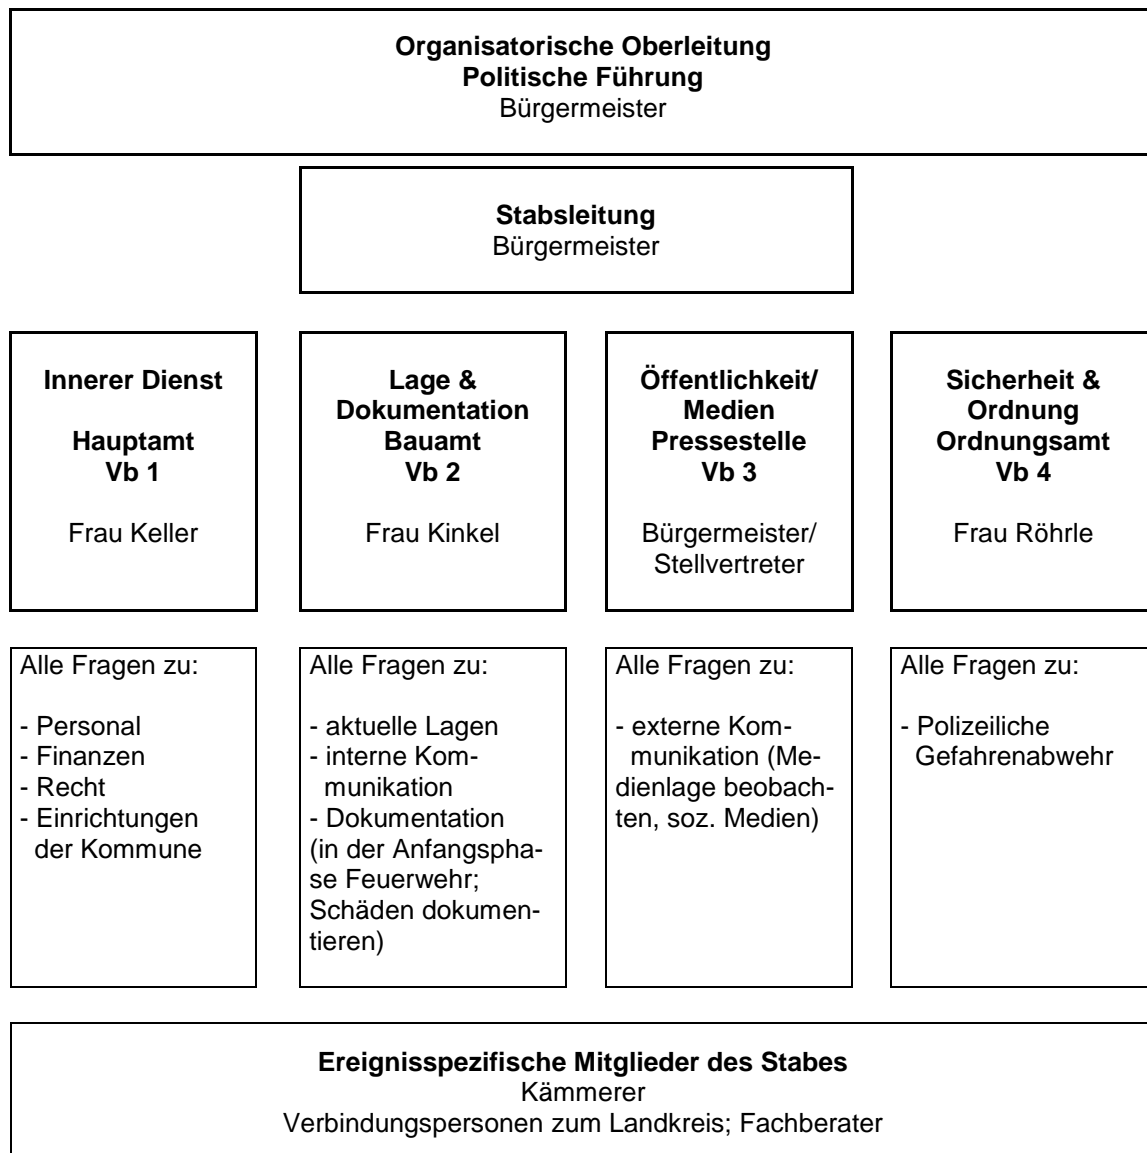 Organisatorische Oberleitung
Politische Führung
Bürgermeister
Stabsleitung
Bürgermeister
Innerer Dienst
Hauptamt
Vb 1
Frau Keller
Lage &
Dokumentation
Bauamt
Vb 2
Frau Kinkel
Öffentlichkeit/
Medien
Pressestelle
Vb 3
Bürgermeister/
Stellvertreter
Sicherheit &
Ordnung
Ordnungsamt
Vb 4
Frau Röhrle
Alle Fragen zu:
- Personal
- Finanzen
- Recht
- Einrichtungen
der Kommune
Alle Fragen zu:
- aktuelle Lagen
- interne Kom-
munikation
- Dokumentation
(in der Anfangspha-
se Feuerwehr;
Schäden dokumen-
tieren)
Alle Fragen zu:
- externe Kom-
munikation (Me-
dienlage beobach-
ten, soz. Medien)
Alle Fragen zu:
- Polizeiliche
Gefahrenabwehr
Ereignisspezifische Mitglieder des Stabes
Kämmerer
Verbindungspersonen zum Landkreis; Fachberater